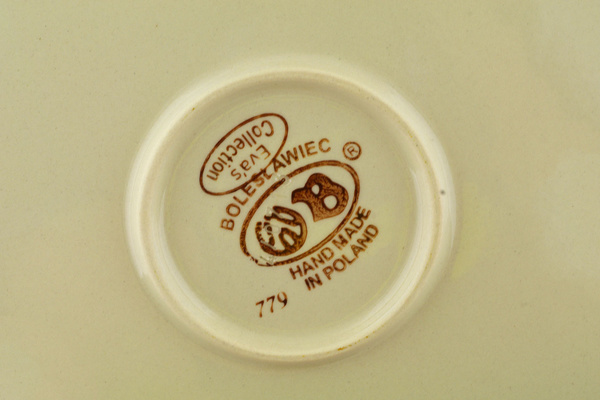 Eva's
Collection
BOLESŁAWIEC ®
B
HAND MADE
IN POLAND
779